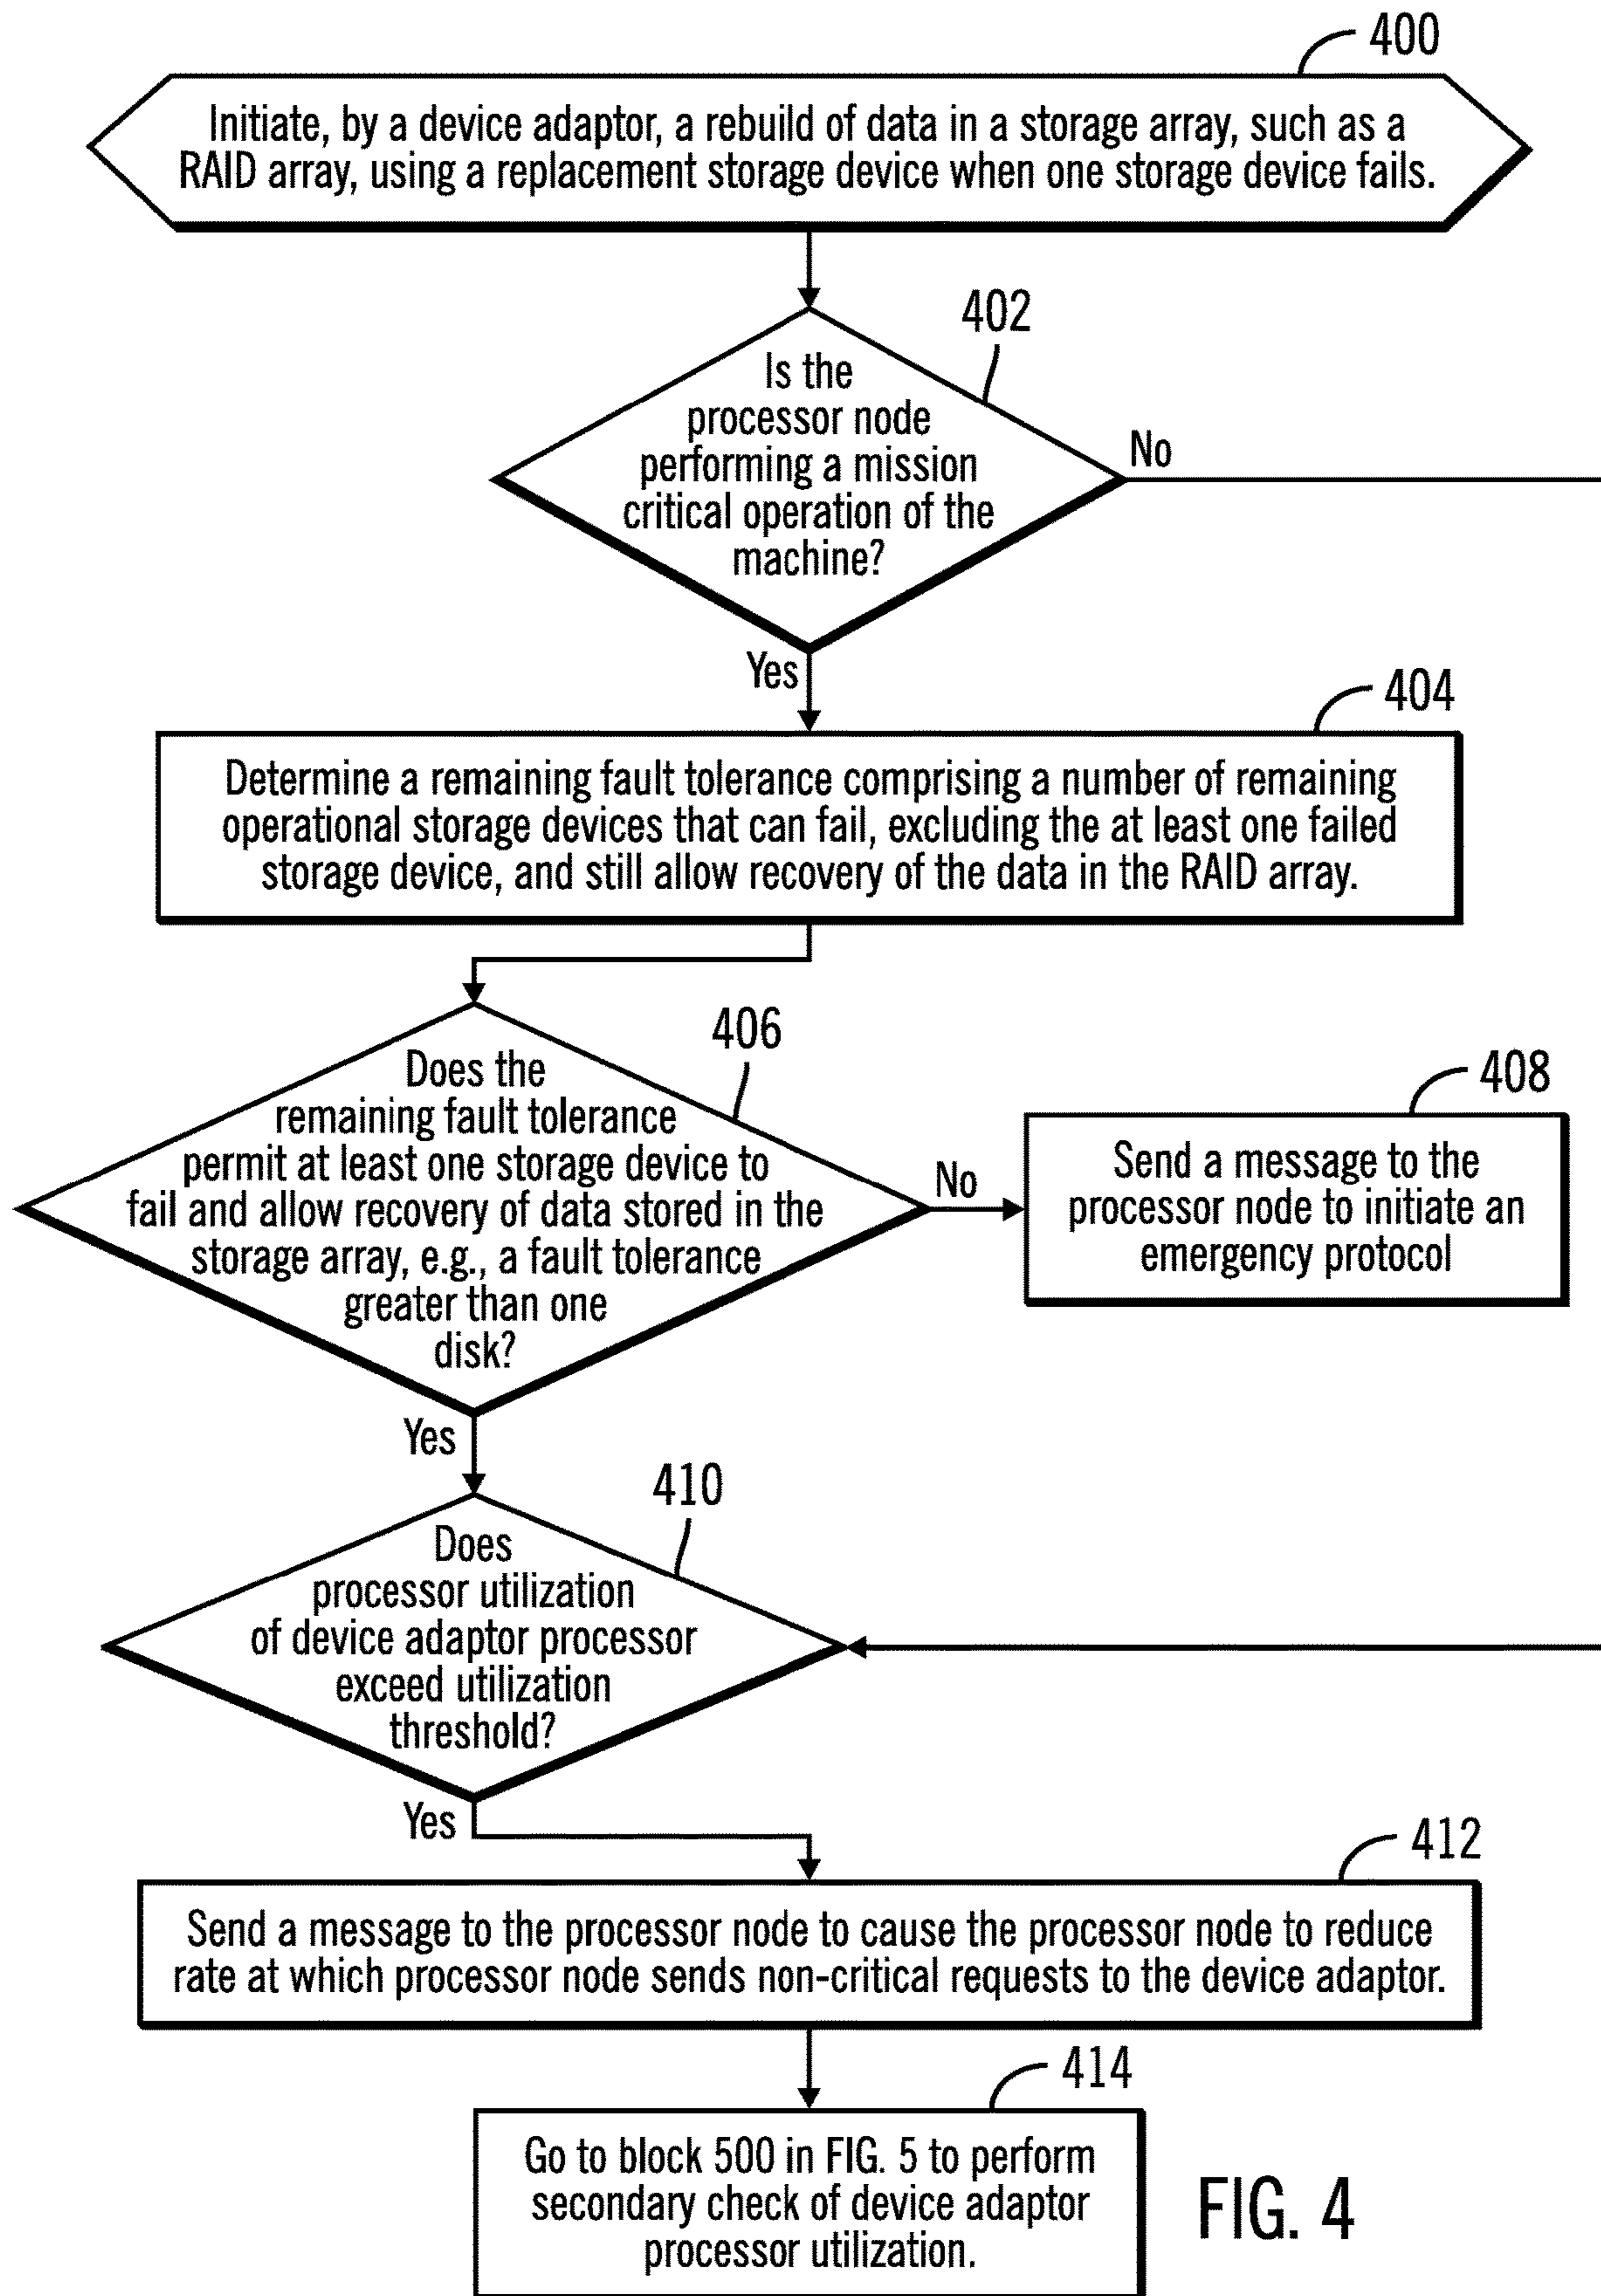 400
Initiate, by a device adaptor, a rebuild of data in a storage array, such as a
RAID array, using a replacement storage device when one storage device fails.
402
Is the
processor node
performing a mission
critical operation of the
machine?
No
Yes
404
Determine a remaining fault tolerance comprising a number of remaining
operational storage devices that can fail, excluding the at least one failed
storage device, and still allow recovery of the data in the RAID array.
406
Does the
remaining fault tolerance
permit at least one storage device to
fail and allow recovery of data stored in the
storage array, e.g., a fault tolerance
greater than one
disk?
No
408
Send a message to the
processor node to initiate an
emergency protocol
Yes
410
Does
processor utilization
of device adaptor processor
exceed utilization
threshold?
Yes
412
Send a message to the processor node to cause the processor node to reduce
rate at which processor node sends non-critical requests to the device adaptor.
414
Go to block 500 in FIG. 5 to perform
secondary check of device adaptor
processor utilization.
FIG. 4